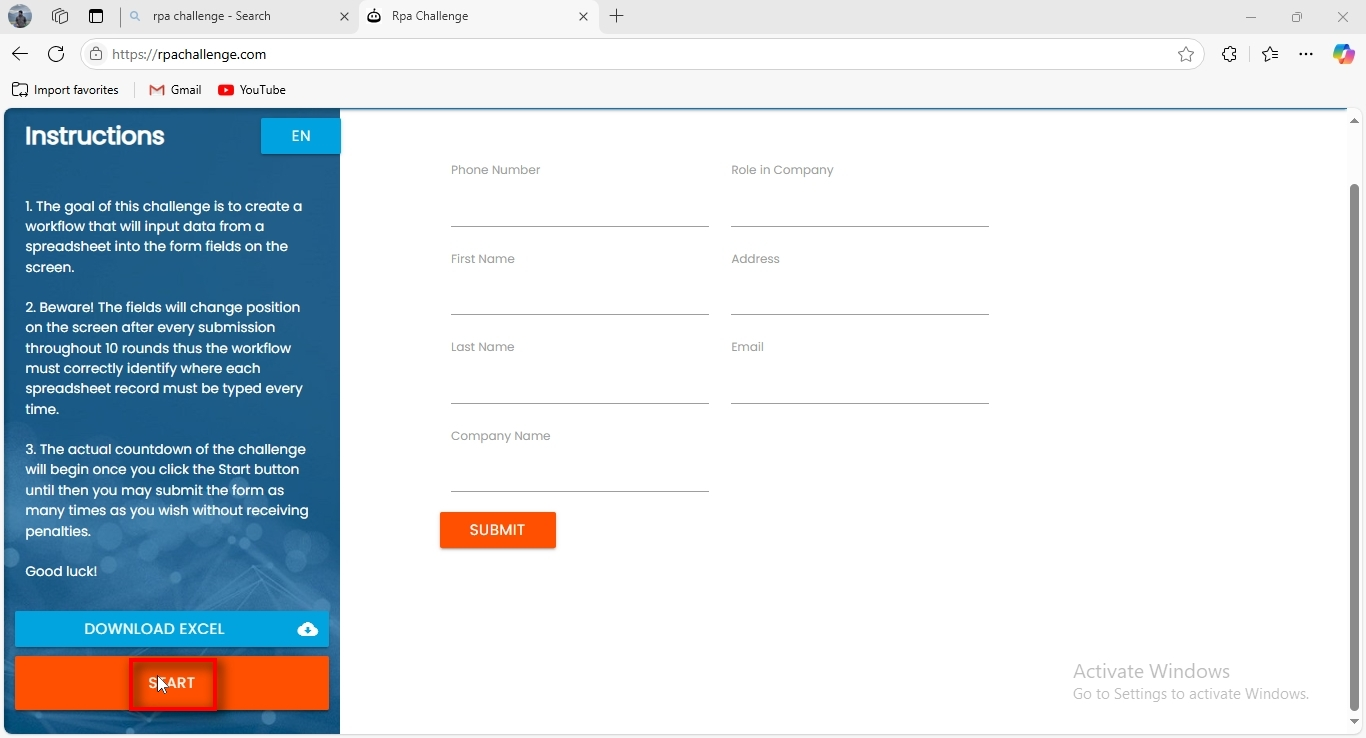 rpa challenge - Search
Rpa Challenge
https://rpachallenge.com
Import favorites
Gmail
YouTube
Instructions
EN
1. The goal of this challenge is to create a
workflow that will input data from a
spreadsheet into the form fields on the
screen.
2. Beware! The fields will change position
on the screen after every submission
throughout 10 rounds thus the workflow
must correctly identify where each
spreadsheet record must be typed every
time.
3. The actual countdown of the challenge
will begin once you click the Start button
until then you may submit the form as
many times as you wish without receiving
penalties.
Good luck!
DOWNLOAD EXCEL
START
Phone Number
Role in Company
First Name
Address
Last Name
Email
Company Name
SUBMIT
Activate Windows
Go to Settings to activate Windows.